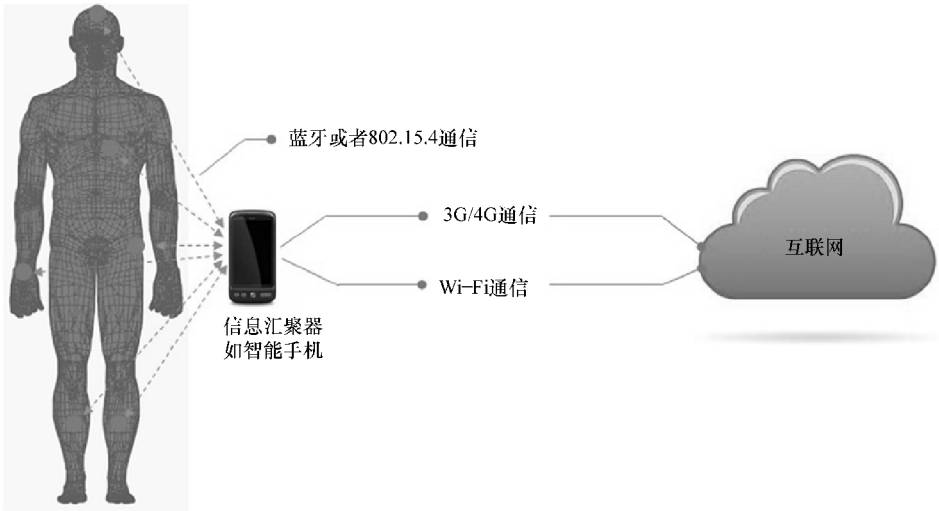 蓝牙或者802.15.4通信
3G/4G通信
互联网
Wi-Fi通信
信息汇聚器
如智能手机